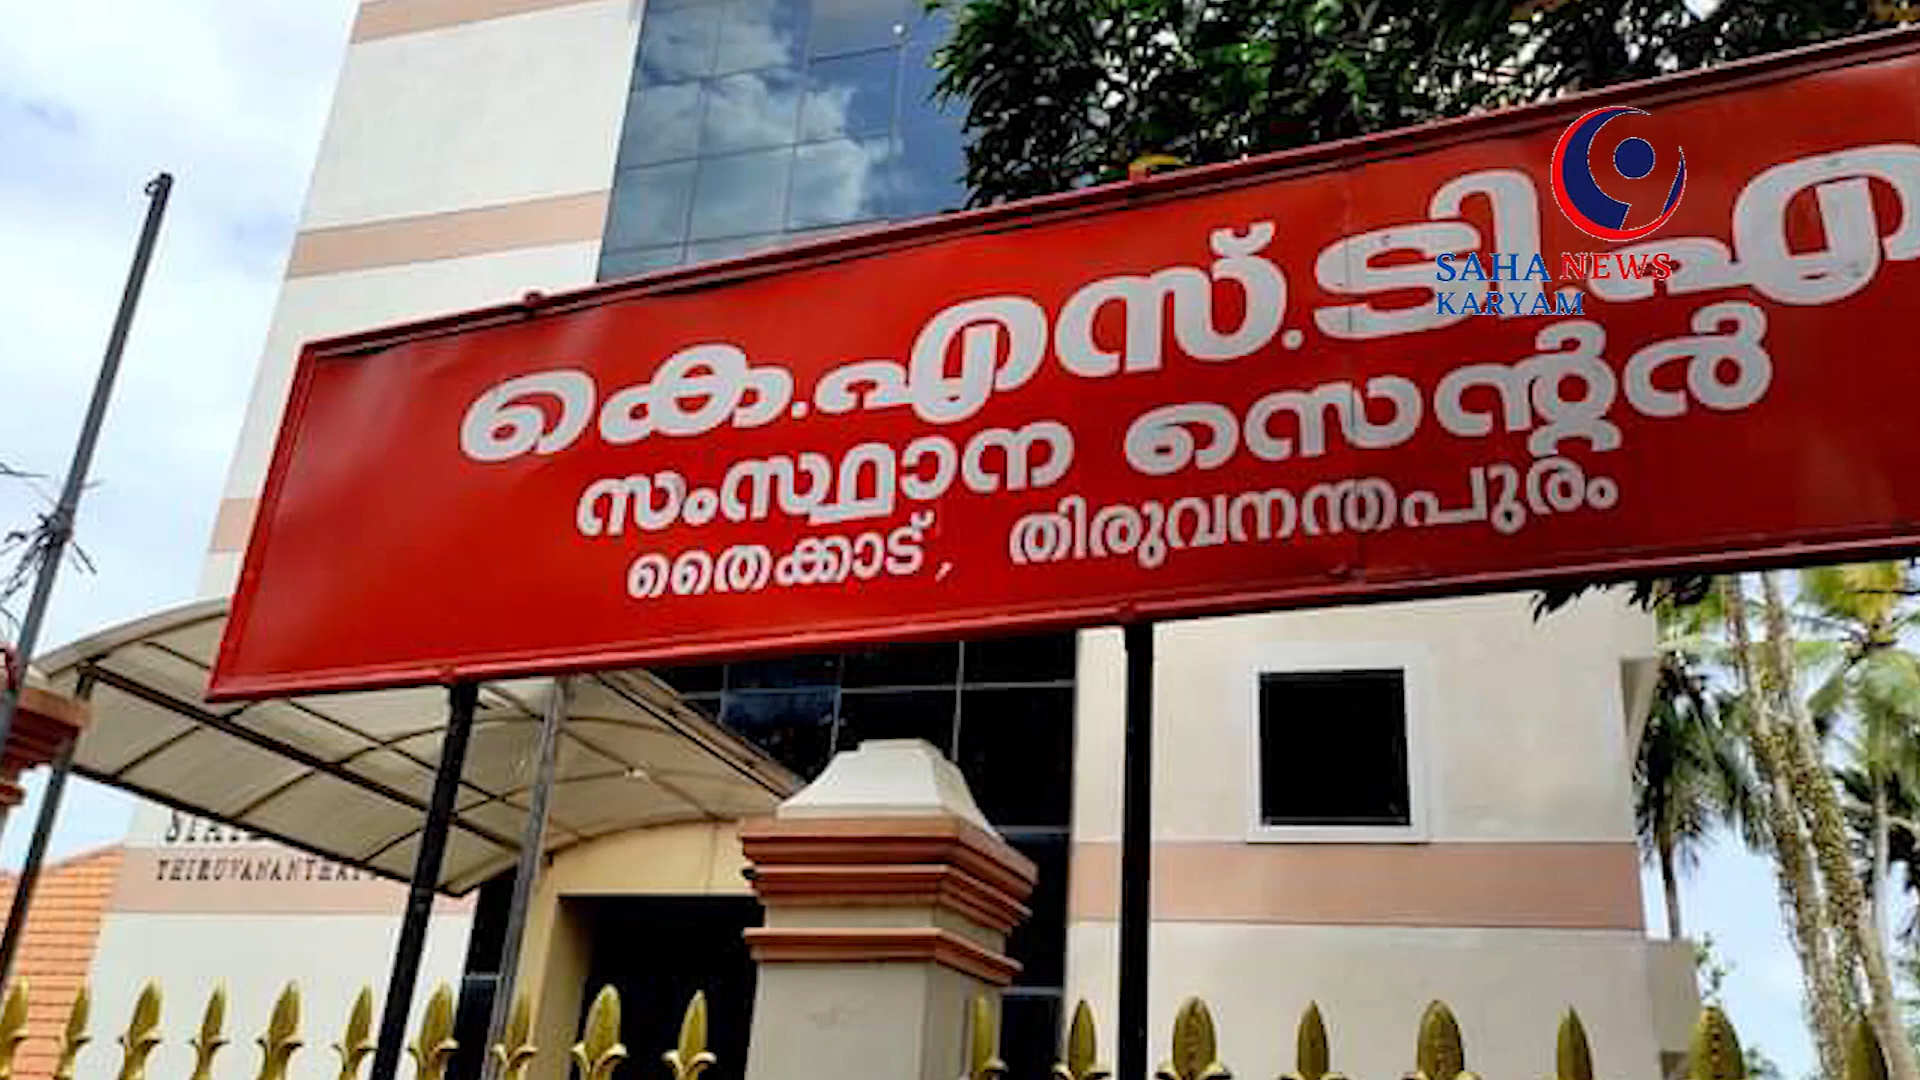 കെ.എസ്.ടി.എ
സംസ്ഥാന സെന്റർ
തൈക്കാട്, തിരുവനന്തപുരം
SAHA NEWS
KARYAM